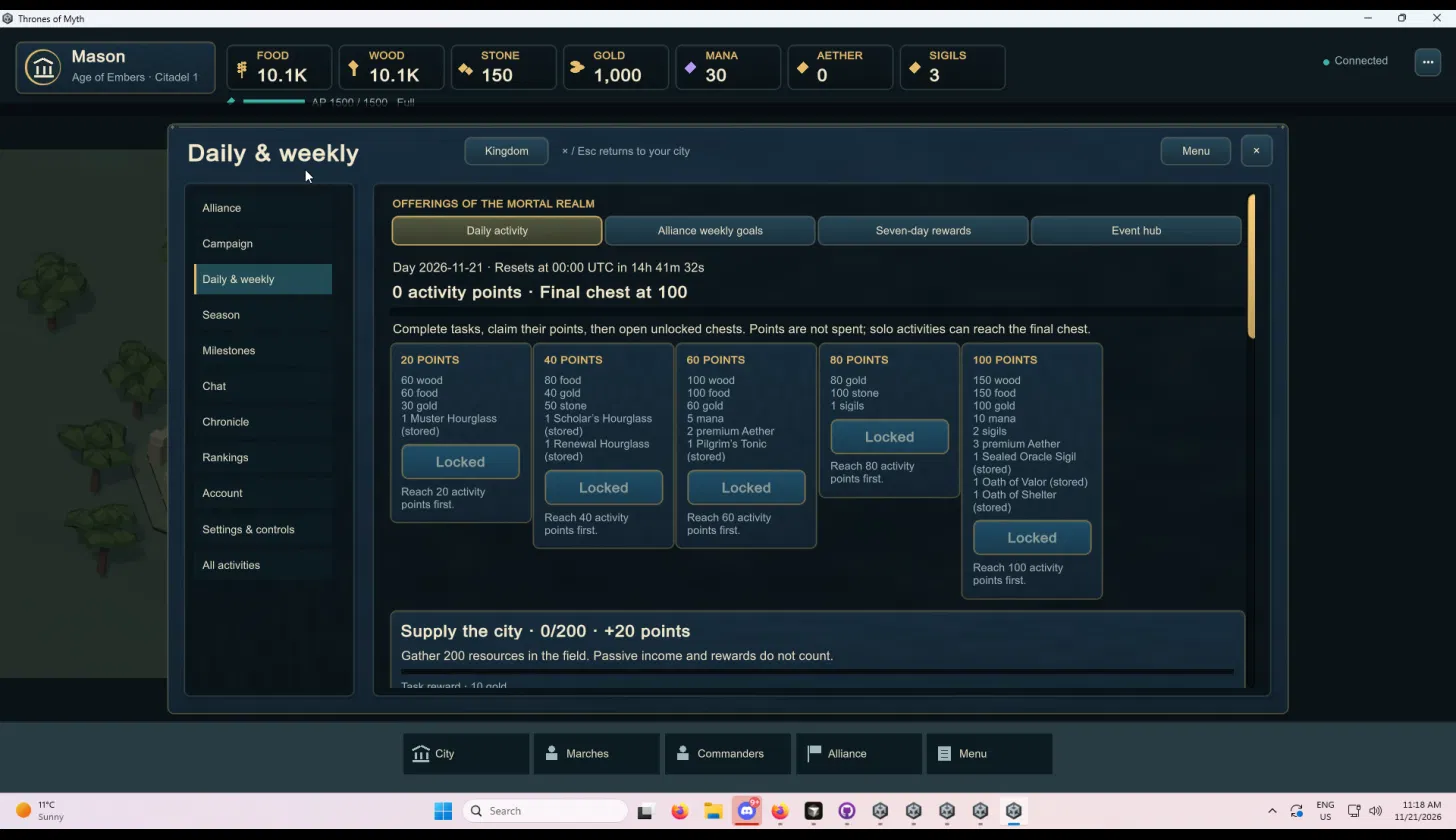 Thrones of Myth
Mason
Age of Embers · Citadel 1
FOOD
10.1K
WOOD
10.1K
STONE
150
GOLD
1,000
MANA
30
AETHER
0
SIGILS
3
Connected
AP 1500 / 1500 · Full
Daily & weekly
Kingdom
× / Esc returns to your city
Menu
×
Alliance
Campaign
Daily & weekly
Season
Milestones
Chat
Chronicle
Rankings
Account
Settings & controls
All activities
OFFERINGS OF THE MORTAL REALM
Daily activity
Alliance weekly goals
Seven-day rewards
Event hub
Day 2026-11-21 · Resets at 00:00 UTC in 14h 41m 32s
0 activity points · Final chest at 100
Complete tasks, claim their points, then open unlocked chests. Points are not spent; solo activities can reach the final chest.
20 POINTS
60 wood
60 food
30 gold
1 Muster Hourglass
(stored)
Locked
Reach 20 activity
points first.
40 POINTS
80 food
40 gold
50 stone
1 Scholar's Hourglass
(stored)
1 Renewal Hourglass
(stored)
Locked
Reach 40 activity
points first.
60 POINTS
100 wood
100 food
60 gold
5 mana
2 premium Aether
1 Pilgrim's Tonic
(stored)
Locked
Reach 60 activity
points first.
80 POINTS
80 gold
100 stone
1 sigils
Locked
Reach 80 activity
points first.
100 POINTS
150 wood
150 food
100 gold
10 mana
2 sigils
3 premium Aether
1 Sealed Oracle Sigil
(stored)
1 Oath of Valor (stored)
1 Oath of Shelter
(stored)
Locked
Reach 100 activity
points first.
Supply the city · 0/200 · +20 points
Gather 200 resources in the field. Passive income and rewards do not count.
Task reward · 10 gold
City
Marches
Commanders
Alliance
Menu
11°C
Sunny
Search
9+
ENG
US
11:18 AM
11/21/2026